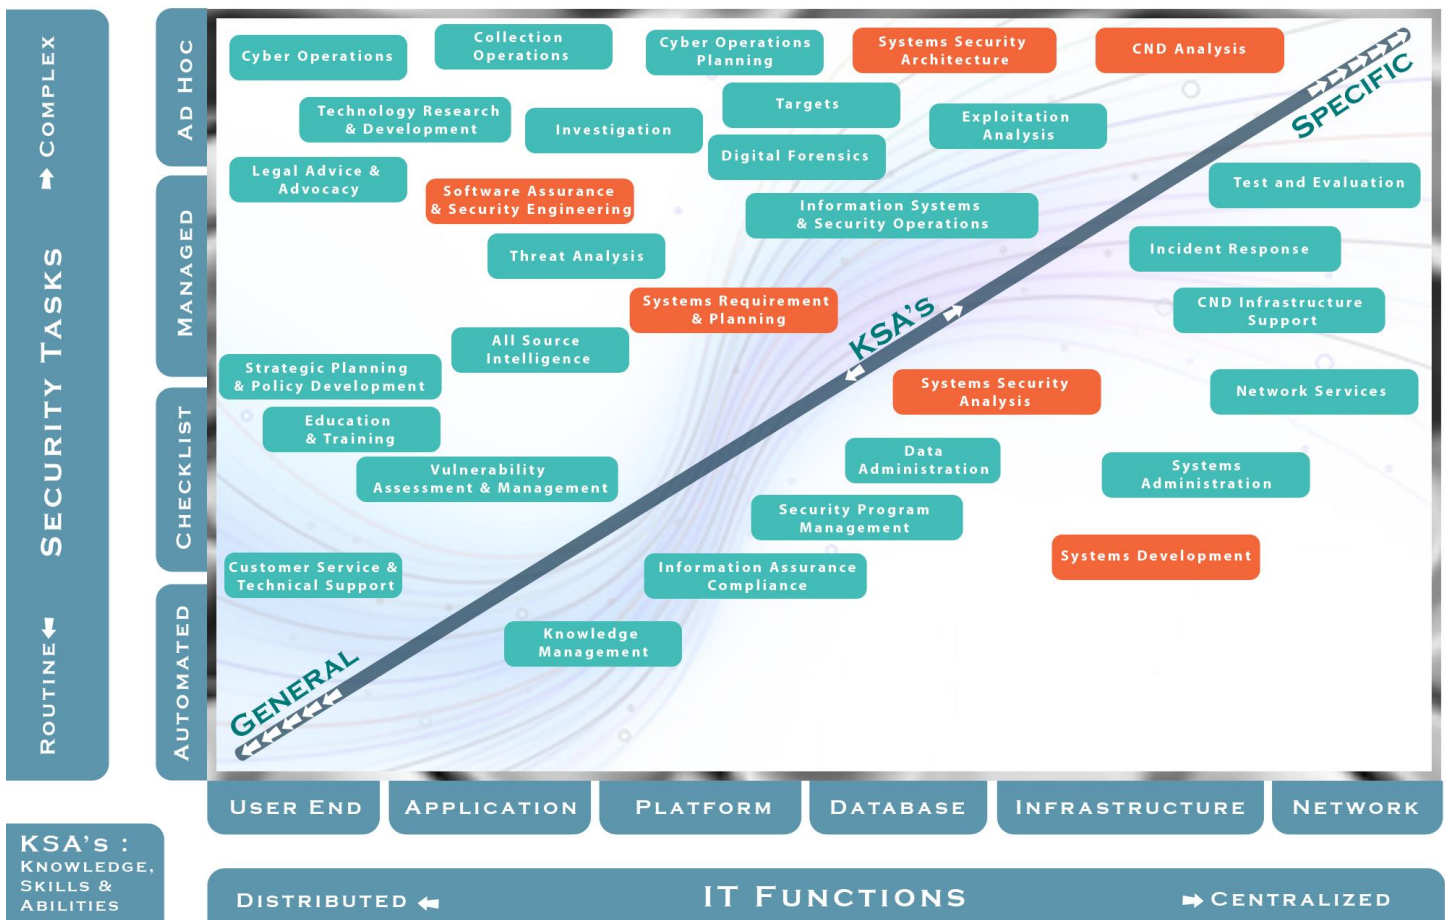 COMPLEX
SECURITY TASKS
ROUTINE
AD HOC
MANAGED
CHECKLIST
AUTOMATED
Cyber Operations
Collection
Operations
Cyber Operations
Planning
Systems Security
Architecture
CND Analysis
Technology Research
& Development
Investigation
Targets
Exploitation
Analysis
SPECIFIC
Digital Forensics
Legal Advice &
Advocacy
Software Assurance
& Security Engineering
Information Systems
& Security Operations
Test and Evaluation
Threat Analysis
Incident Response
Systems Requirement
& Planning
KSA's
CND Infrastructure
Support
All Source
Intelligence
Strategic Planning
& Policy Development
Systems Security
Analysis
Network Services
Education
& Training
Vulnerability
Assessment & Management
Data
Administration
Systems
Administration
Security Program
Management
Customer Service &
Technical Support
Information Assurance
Compliance
Systems Development
Knowledge
Management
GENERAL
USER END
APPLICATION
PLATFORM
DATABASE
INFRASTRUCTURE
NETWORK
KSA's :
KNOWLEDGE,
SKILLS &
ABILITIES
DISTRIBUTED
IT FUNCTIONS
CENTRALIZED